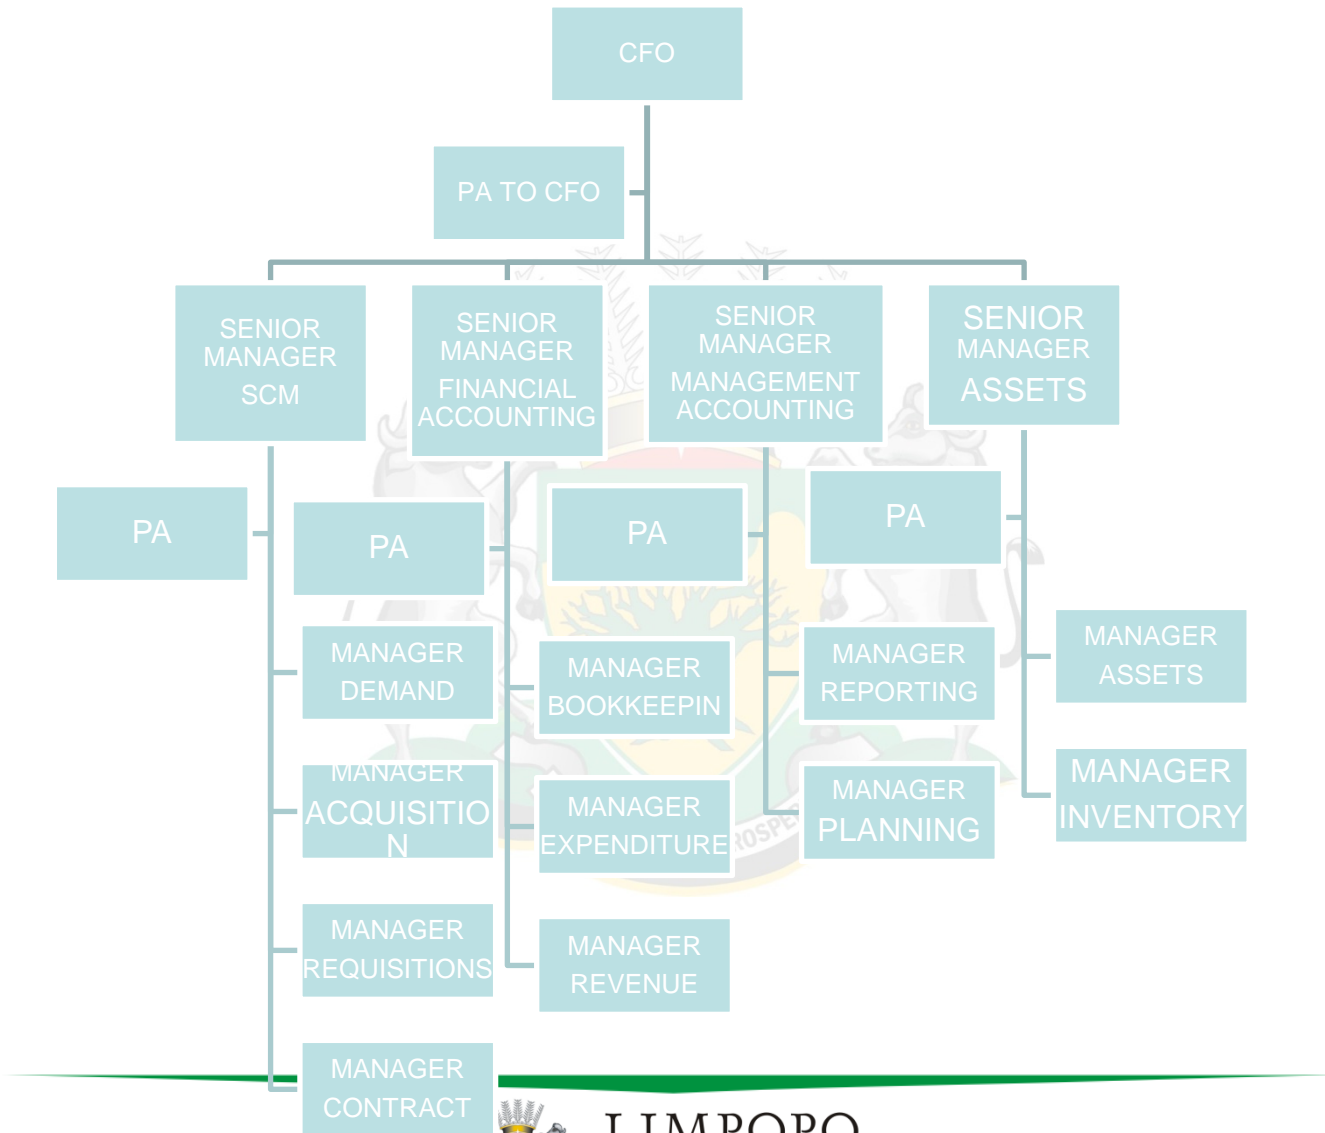 CFO
PA TO CFO
SENIOR
MANAGER
SCM
SENIOR
MANAGER
FINANCIAL
ACCOUNTING
SENIOR
MANAGER
MANAGEMENT
ACCOUNTING
SENIOR
MANAGER
ASSETS
PA
PA
PA
PA
MANAGER
DEMAND
MANAGER
ACQUISITIO
N
MANAGER
REQUISITIONS
MANAGER
CONTRACT
MANAGER
BOOKKEEPIN
MANAGER
EXPENDITURE
MANAGER
REVENUE
MANAGER
REPORTING
MANAGER
PLANNING
MANAGER
ASSETS
MANAGER
INVENTORY
LIMPOPO